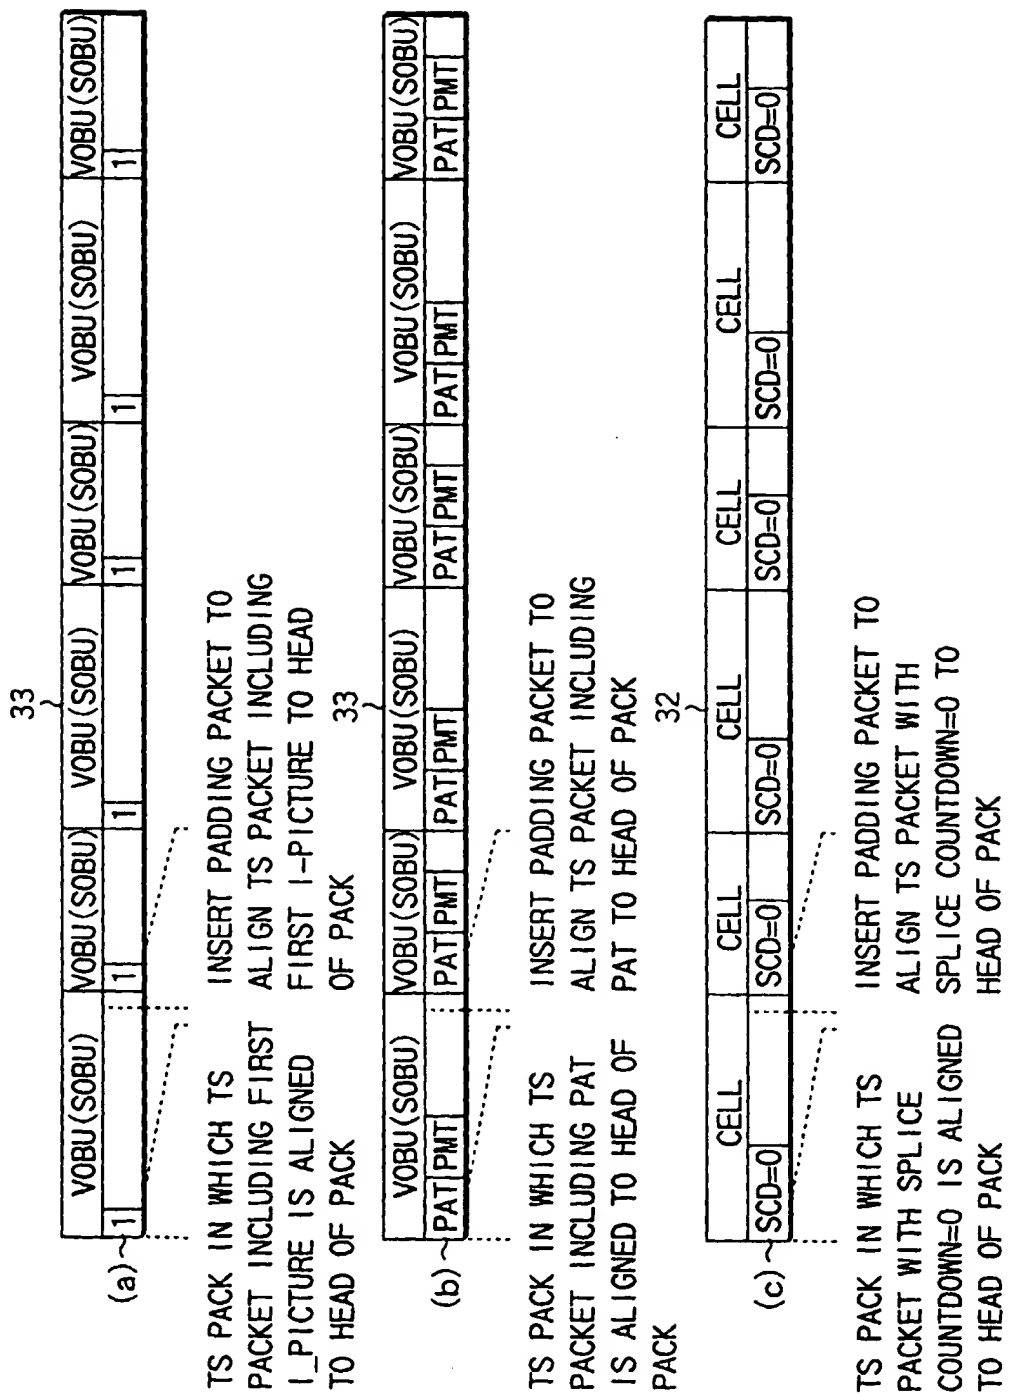 33
VOBU(SOBU) VOBU(SOBU) VOBU(SOBU) VOBU(SOBU) VOBU(SOBU) VOBU(SOBU)
(a) 1 1 1 1 1 1
TS PACK IN WHICH TS
PACKET INCLUDING FIRST
I_PICTURE IS ALIGNED
TO HEAD OF PACK
INSERT PADDING PACKET TO
ALIGN TS PACKET INCLUDING
FIRST I-PICTURE TO HEAD
OF PACK
33
VOBU(SOBU) VOBU(SOBU) VOBU(SOBU) VOBU(SOBU) VOBU(SOBU) VOBU(SOBU)
(b) PAT PMT PAT PMT PAT PMT PAT PMT PAT PMT PAT PMT
TS PACK IN WHICH TS
PACKET INCLUDING PAT
IS ALIGNED TO HEAD OF
PACK
INSERT PADDING PACKET TO
ALIGN TS PACKET INCLUDING
PAT TO HEAD OF PACK
32
CELL CELL CELL CELL CELL CELL
(c) SCD=0 SCD=0 SCD=0 SCD=0 SCD=0 SCD=0
TS PACK IN WHICH TS
PACKET WITH SPLICE
COUNTDOWN=0 IS ALIGNED
TO HEAD OF PACK
INSERT PADDING PACKET TO
ALIGN TS PACKET WITH
SPLICE COUNTDOWN=0 TO
HEAD OF PACK